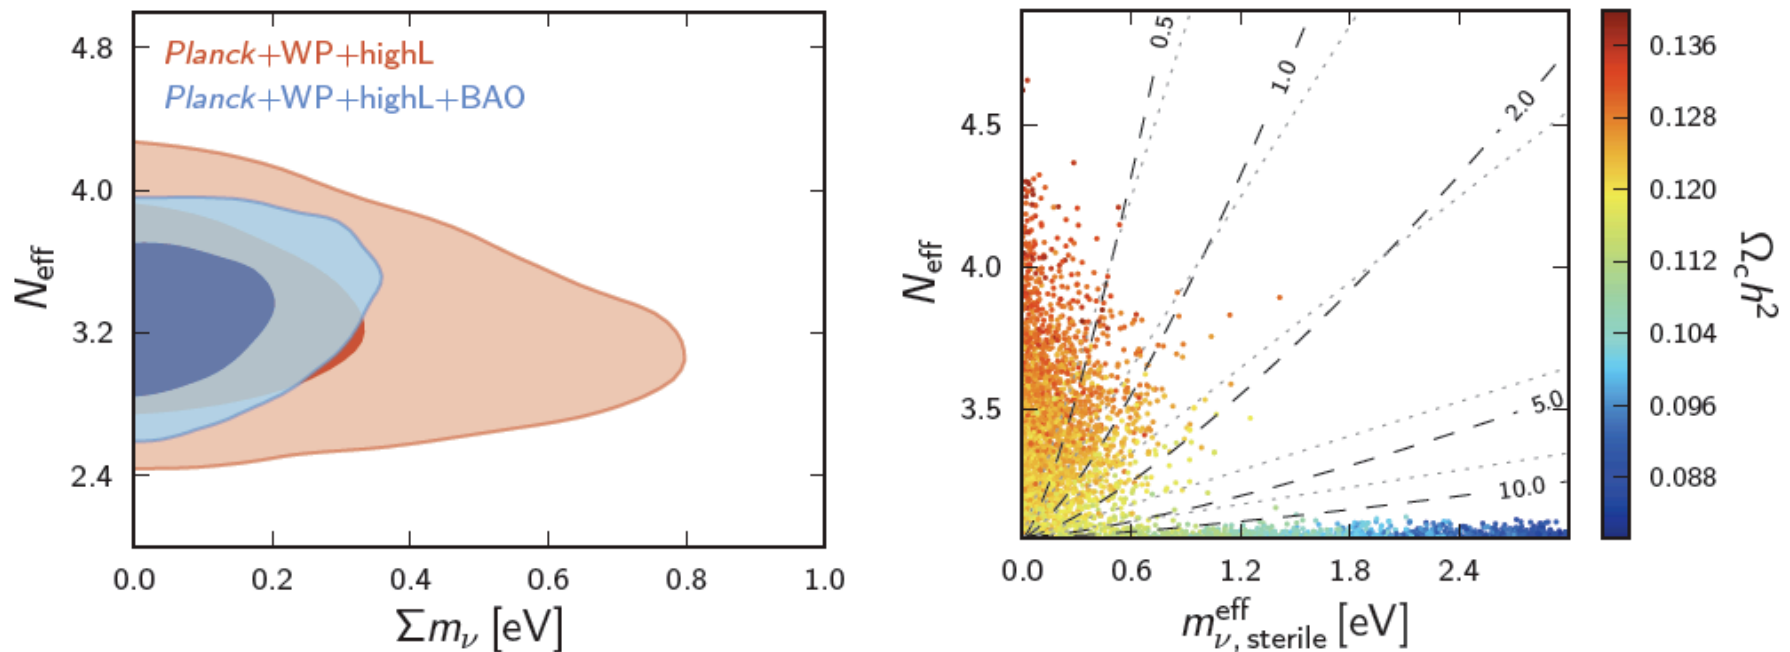 Planck+WP+highL
Planck+WP+highL+BAO
4.8
4.0
3.2
2.4
N_eff
0.0 0.2 0.4 0.6 0.8 1.0
Σm_ν [eV]
0.5
1.0
2.0
5.0
10.0
4.5
4.0
3.5
N_eff
0.0 0.6 1.2 1.8 2.4
m^eff_ν, sterile [eV]
0.136
0.128
0.120
0.112
0.104
0.096
0.088
Ω_c h²